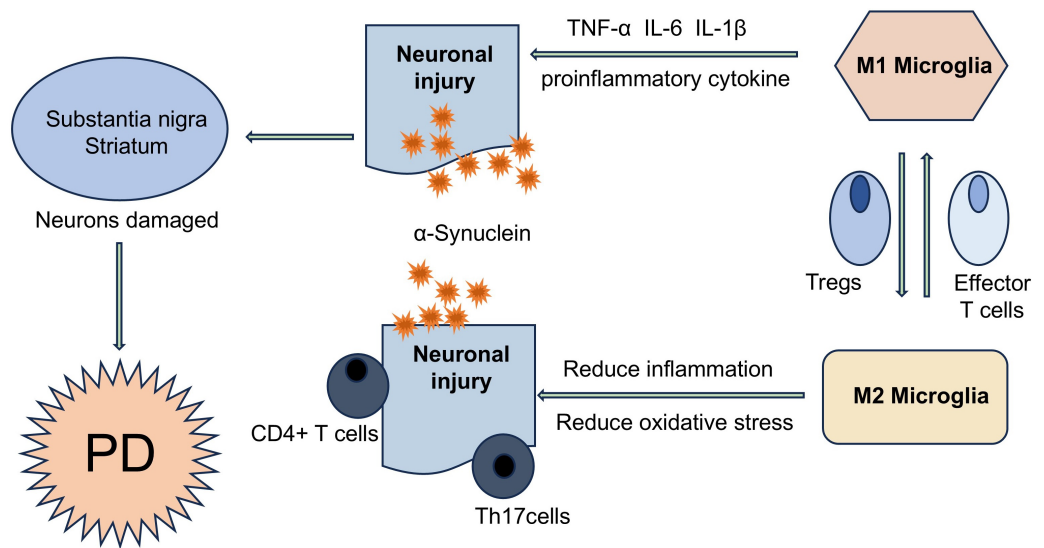 TNF-α IL-6 IL-1β
proinflammatory cytokine
M1 Microglia
Neuronal
injury
Substantia nigra
Striatum
Neurons damaged
α-Synuclein
Tregs
Effector
T cells
Neuronal
injury
Reduce inflammation
Reduce oxidative stress
M2 Microglia
CD4+ T cells
Th17cells
PD